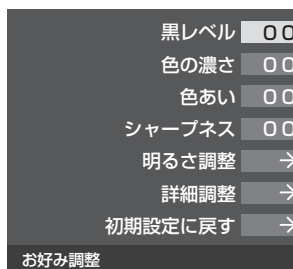 黒レベル 00
色の濃さ 00
色あい 00
シャープネス 00
明るさ調整 →
詳細調整 →
初期設定に戻す →
お好み調整